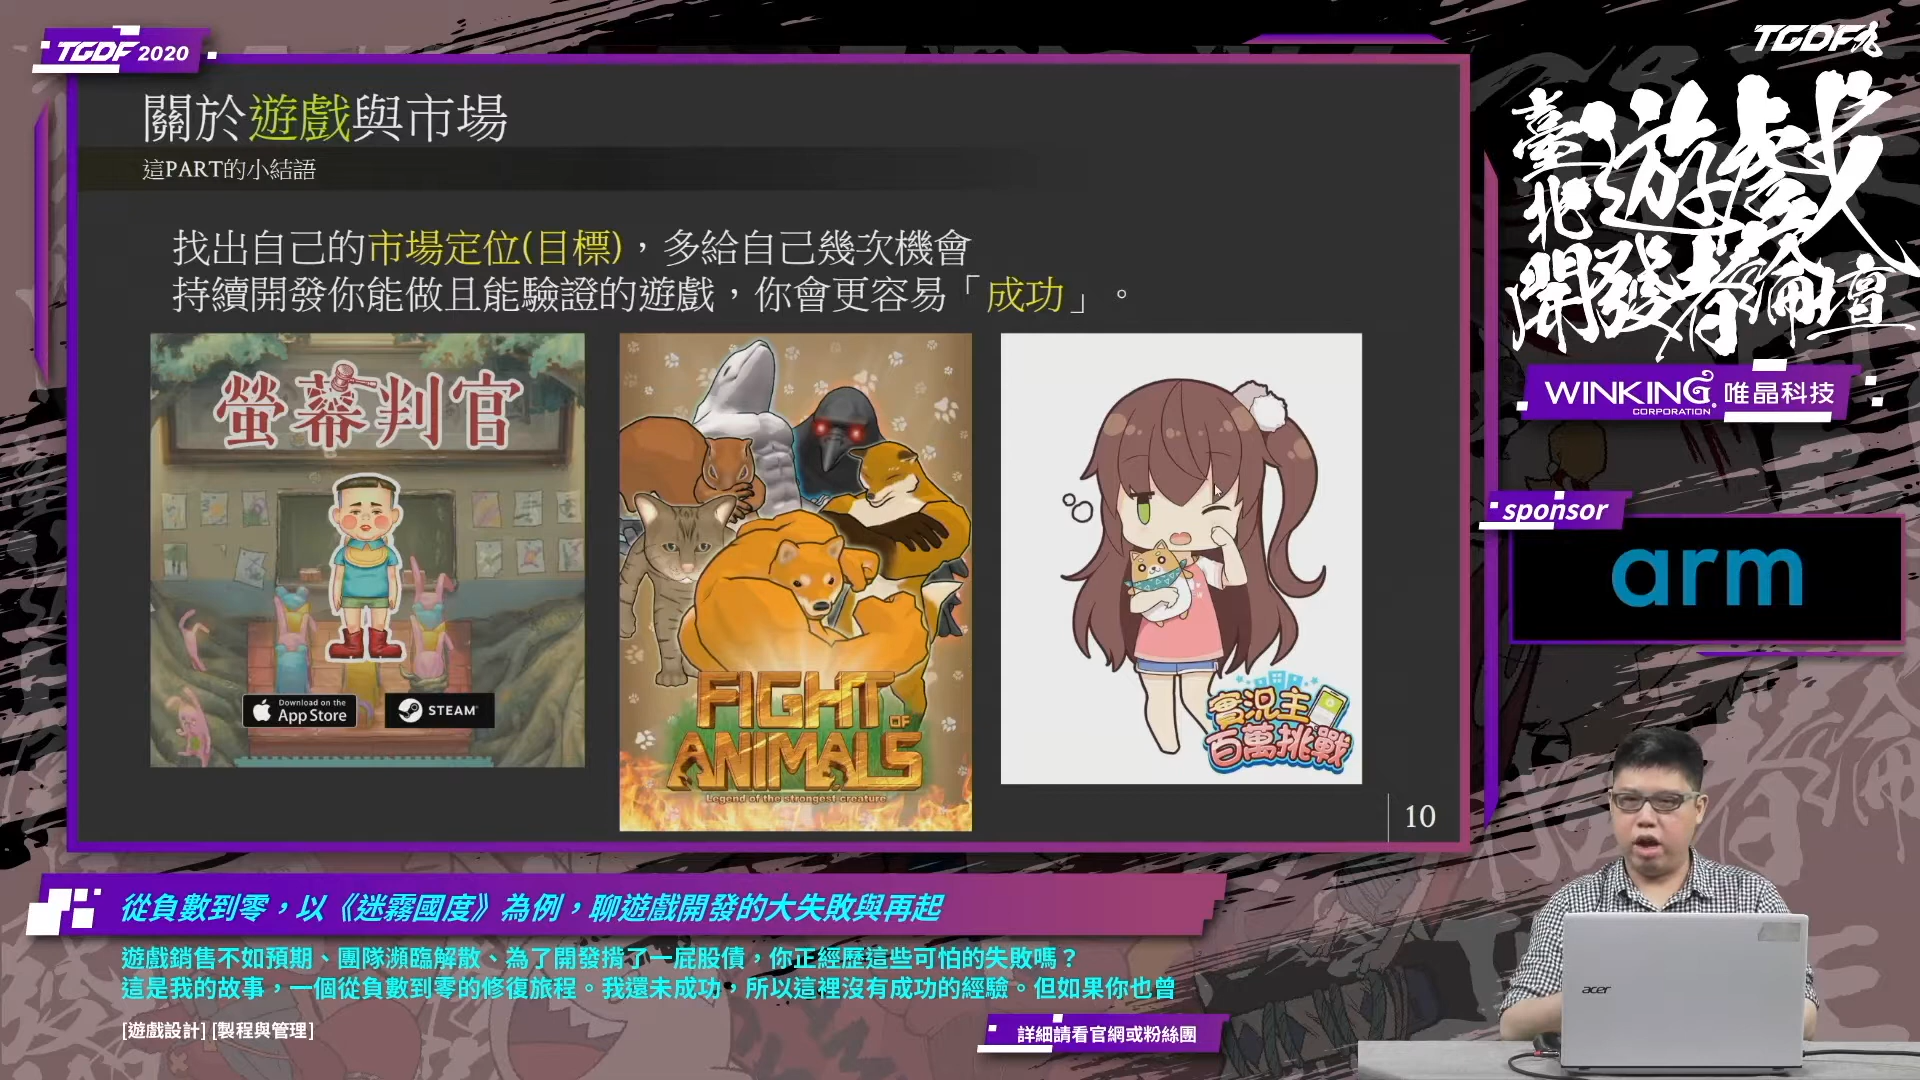 TGDF 2020
TGDF九
臺北遊戲開發者論壇
WINKING CORPORATION 唯晶科技
sponsor
arm
關於遊戲與市場
這PART的小結語
找出自己的市場定位(目標)，多給自己幾次機會
持續開發你能做且能驗證的遊戲，你會更容易「成功」。
螢幕判官
Download on the
App Store
STEAM
FIGHT OF
ANIMALS
Legend of the strongest creature
實況主
百萬挑戰
10
acer
從負數到零，以《迷霧國度》為例，聊遊戲開發的大失敗與再起
遊戲銷售不如預期、團隊瀕臨解散、為了開發揹了一屁股債，你正經歷這些可怕的失敗嗎？
這是我的故事，一個從負數到零的修復旅程。我還未成功，所以這裡沒有成功的經驗。但如果你也曾
[遊戲設計] [製程與管理]
詳細請看官網或粉絲團